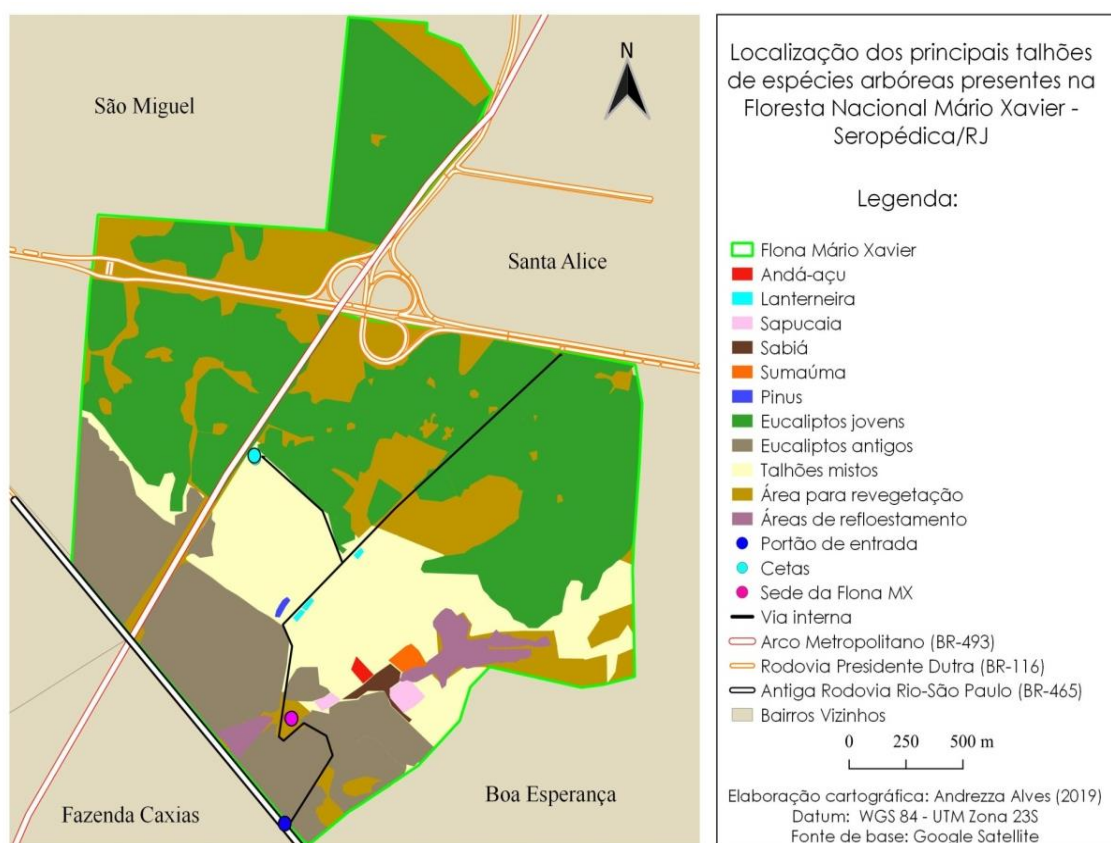 São Miguel
N
Santa Alice
Fazenda Caxias
Boa Esperança
Localização dos principais talhões
de espécies arbóreas presentes na
Floresta Nacional Mário Xavier -
Seropédica/RJ
Legenda:
Flona Mário Xavier
Andá-açu
Lanterneira
Sapucaia
Sabiá
Sumaúma
Pinus
Eucaliptos jovens
Eucaliptos antigos
Talhões mistos
Área para revegetação
Áreas de refloestamento
Portão de entrada
Cetas
Sede da Flona MX
Via interna
Arco Metropolitano (BR-493)
Rodovia Presidente Dutra (BR-116)
Antiga Rodovia Rio-São Paulo (BR-465)
Bairros Vizinhos
0 250 500 m
Elaboração cartográfica: Andrezza Alves (2019)
Datum: WGS 84 - UTM Zona 23S
Fonte de base: Google Satellite